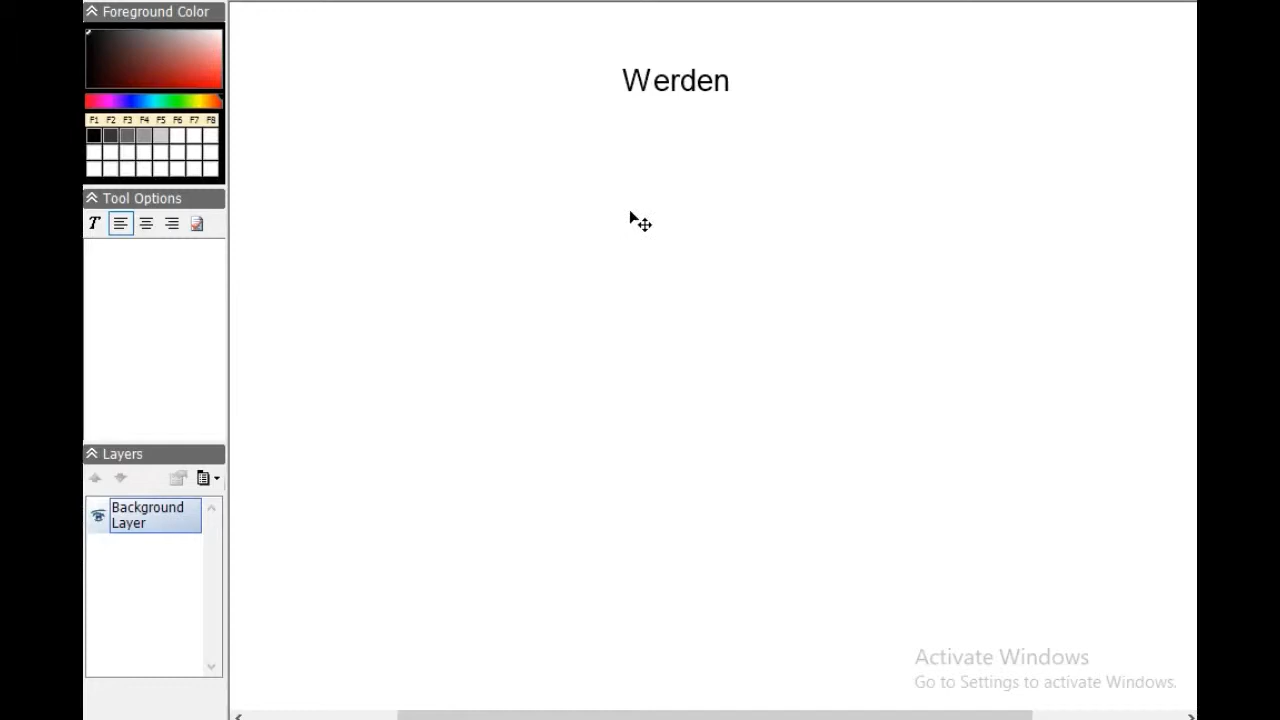 Foreground Color
Werden
F1 F2 F3 F4 F5 F6 F7 F8
Tool Options
T
Layers
Background
Layer
Activate Windows
Go to Settings to activate Windows.